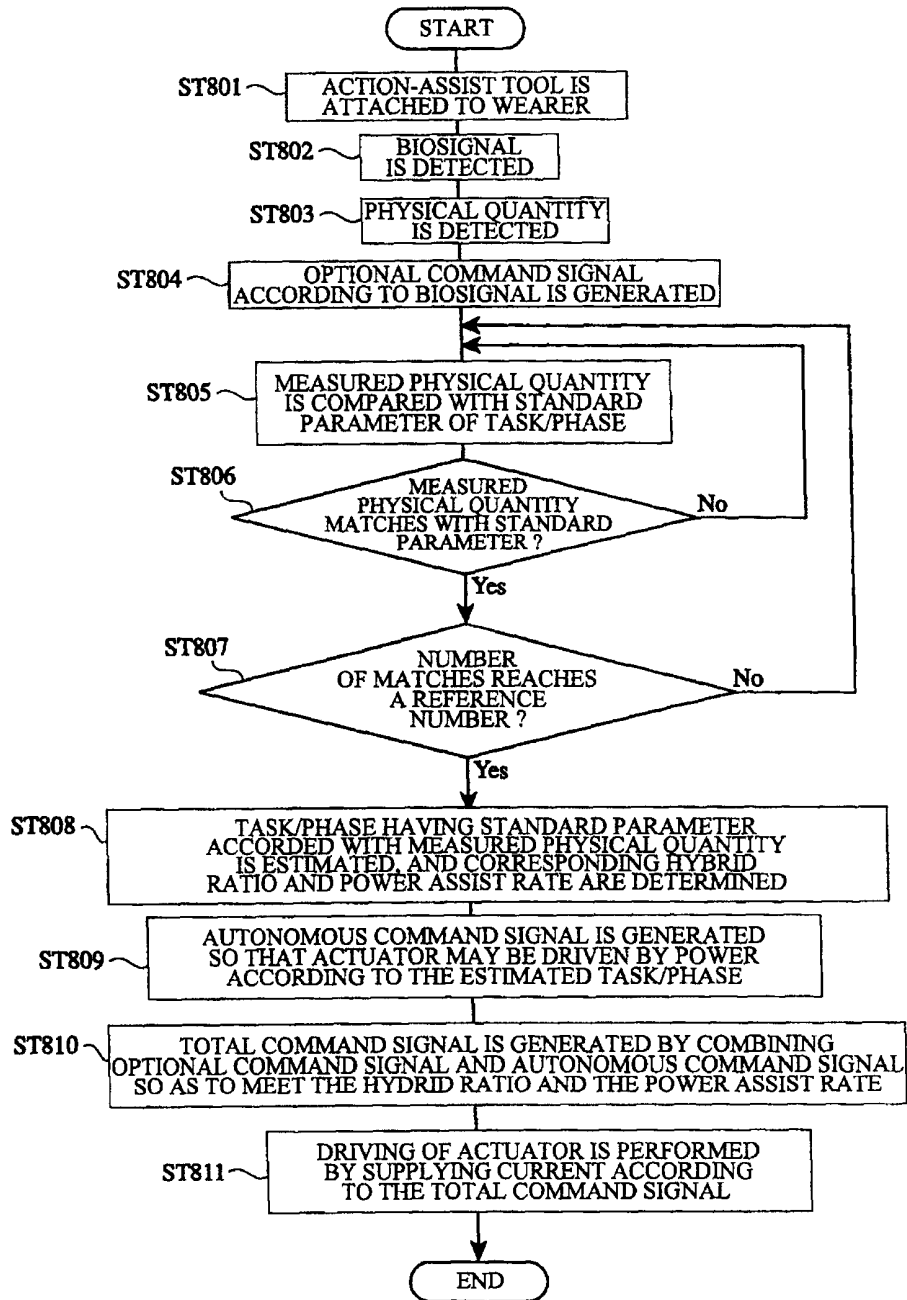 START
ST801
ACTION-ASSIST TOOL IS
ATTACHED TO WEARER
ST802
BIOSIGNAL
IS DETECTED
ST803
PHYSICAL QUANTITY
IS DETECTED
ST804
OPTIONAL COMMAND SIGNAL
ACCORDING TO BIOSIGNAL IS GENERATED
ST805
MEASURED PHYSICAL QUANTITY
IS COMPARED WITH STANDARD
PARAMETER OF TASK/PHASE
ST806
MEASURED
PHYSICAL QUANTITY
MATCHES WITH STANDARD
PARAMETER ?
No
Yes
ST807
NUMBER
OF MATCHES REACHES
A REFERENCE
NUMBER ?
No
Yes
ST808
TASK/PHASE HAVING STANDARD PARAMETER
ACCORDED WITH MEASURED PHYSICAL QUANTITY
IS ESTIMATED, AND CORRESPONDING HYBRID
RATIO AND POWER ASSIST RATE ARE DETERMINED
ST809
AUTONOMOUS COMMAND SIGNAL IS GENERATED
SO THAT ACTUATOR MAY BE DRIVEN BY POWER
ACCORDING TO THE ESTIMATED TASK/PHASE
ST810
TOTAL COMMAND SIGNAL IS GENERATED BY COMBINING
OPTIONAL COMMAND SIGNAL AND AUTONOMOUS COMMAND SIGNAL
SO AS TO MEET THE HYDRID RATIO AND THE POWER ASSIST RATE
ST811
DRIVING OF ACTUATOR IS PERFORMED
BY SUPPLYING CURRENT ACCORDING
TO THE TOTAL COMMAND SIGNAL
END